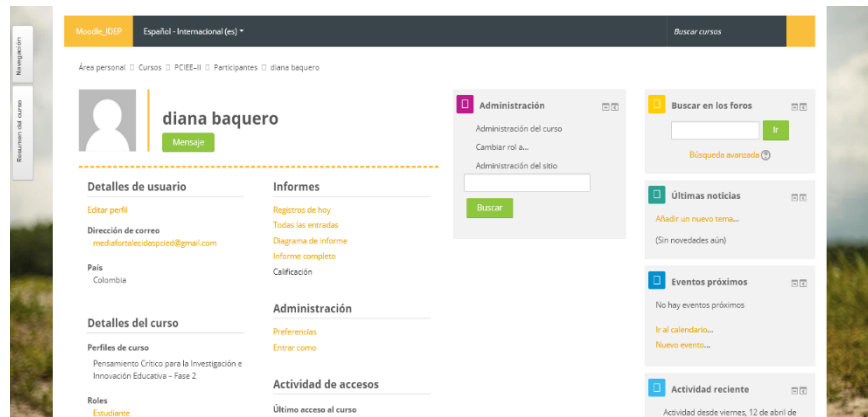 Moodle_IDEP
Español - Internacional (es)
Buscar cursos
Navegación
Resumen del curso
Área personal
Cursos
PCIEE-II
Participantes
diana baquero
diana baquero
Mensaje
Detalles de usuario
Editar perfil
Dirección de correo
mediafortalecidaspcied@gmail.com
País
Colombia
Detalles del curso
Perfiles de curso
Pensamiento Crítico para la Investigación e
Innovación Educativa – Fase 2
Roles
Estudiante
Informes
Registros de hoy
Todas las entradas
Diagrama de informe
Informe completo
Calificación
Administración
Preferencias
Entrar como
Actividad de accesos
Último acceso al curso
Administración
Administración del curso
Cambiar rol a...
Administración del sitio
Buscar
Buscar en los foros
Ir
Búsqueda avanzada
Últimas noticias
Añadir un nuevo tema...
(Sin novedades aún)
Eventos próximos
No hay eventos próximos
Ir al calendario...
Nuevo evento...
Actividad reciente
Actividad desde viernes, 12 de abril de